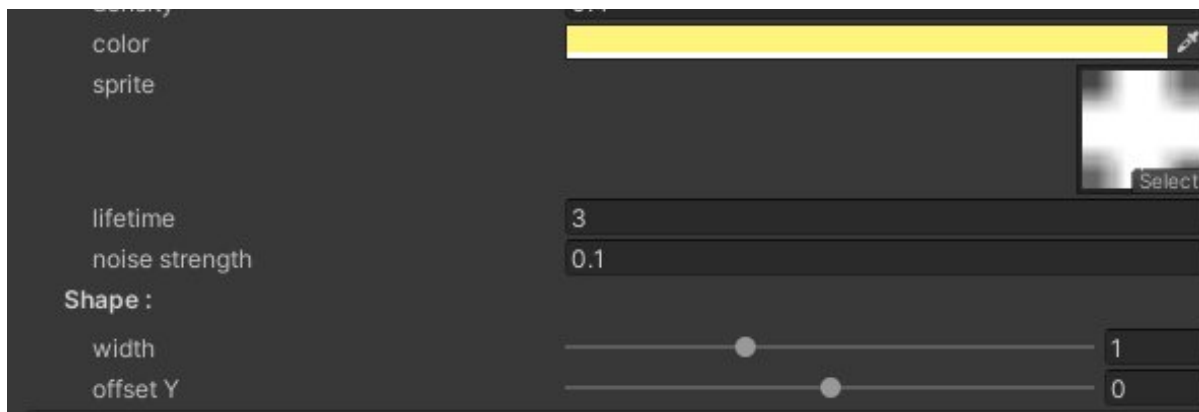 color
sprite
Select
lifetime 3
noise strength 0.1
Shape :
width 1
offset Y 0